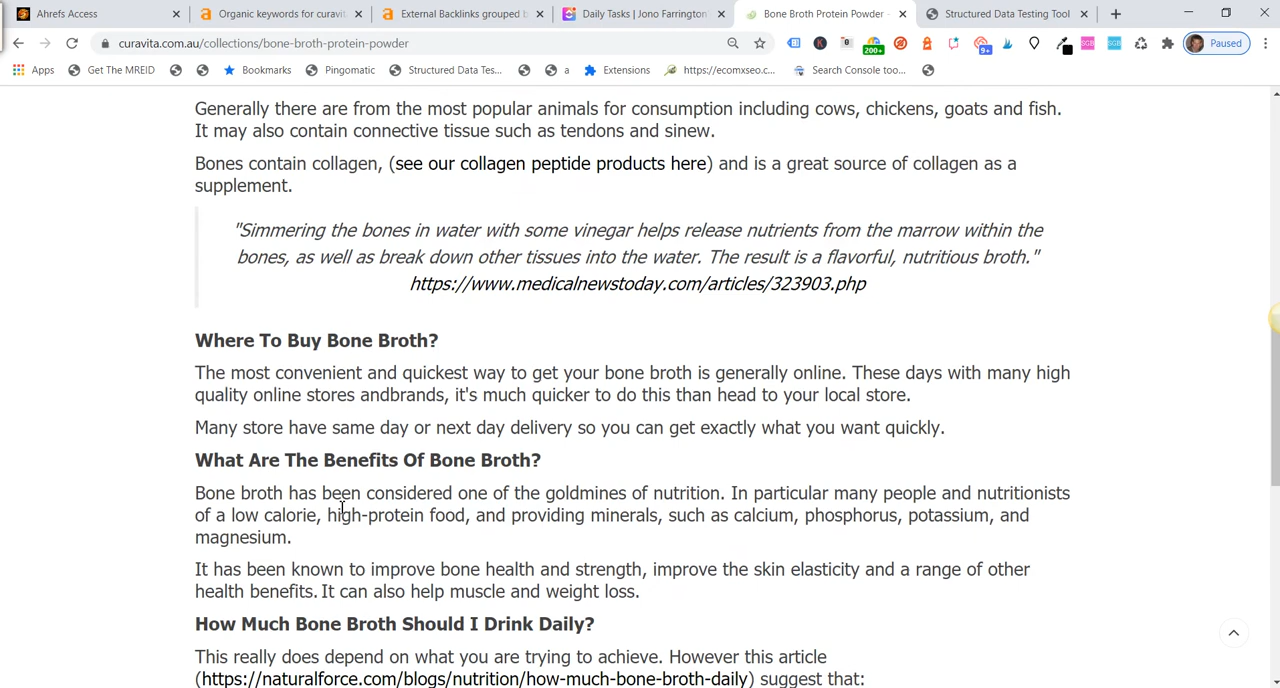 Ahrefs Access
Organic keywords for curavit
External Backlinks grouped b
Daily Tasks | Jono Farrington'
Bone Broth Protein Powder -
Structured Data Testing Tool
curavita.com.au/collections/bone-broth-protein-powder
200+
9+
SGB
SGB
Paused
Apps
Get The MREID
Bookmarks
Pingomatic
Structured Data Tes...
a
Extensions
https://ecomxseo.c...
Search Console too...
Generally there are from the most popular animals for consumption including cows, chickens, goats and fish.
It may also contain connective tissue such as tendons and sinew.
Bones contain collagen, (see our collagen peptide products here) and is a great source of collagen as a
supplement.
"Simmering the bones in water with some vinegar helps release nutrients from the marrow within the
bones, as well as break down other tissues into the water. The result is a flavorful, nutritious broth."
https://www.medicalnewstoday.com/articles/323903.php
Where To Buy Bone Broth?
The most convenient and quickest way to get your bone broth is generally online. These days with many high
quality online stores andbrands, it's much quicker to do this than head to your local store.
Many store have same day or next day delivery so you can get exactly what you want quickly.
What Are The Benefits Of Bone Broth?
Bone broth has been considered one of the goldmines of nutrition. In particular many people and nutritionists
of a low calorie, high-protein food, and providing minerals, such as calcium, phosphorus, potassium, and
magnesium.
It has been known to improve bone health and strength, improve the skin elasticity and a range of other
health benefits. It can also help muscle and weight loss.
How Much Bone Broth Should I Drink Daily?
This really does depend on what you are trying to achieve. However this article
(https://naturalforce.com/blogs/nutrition/how-much-bone-broth-daily) suggest that: